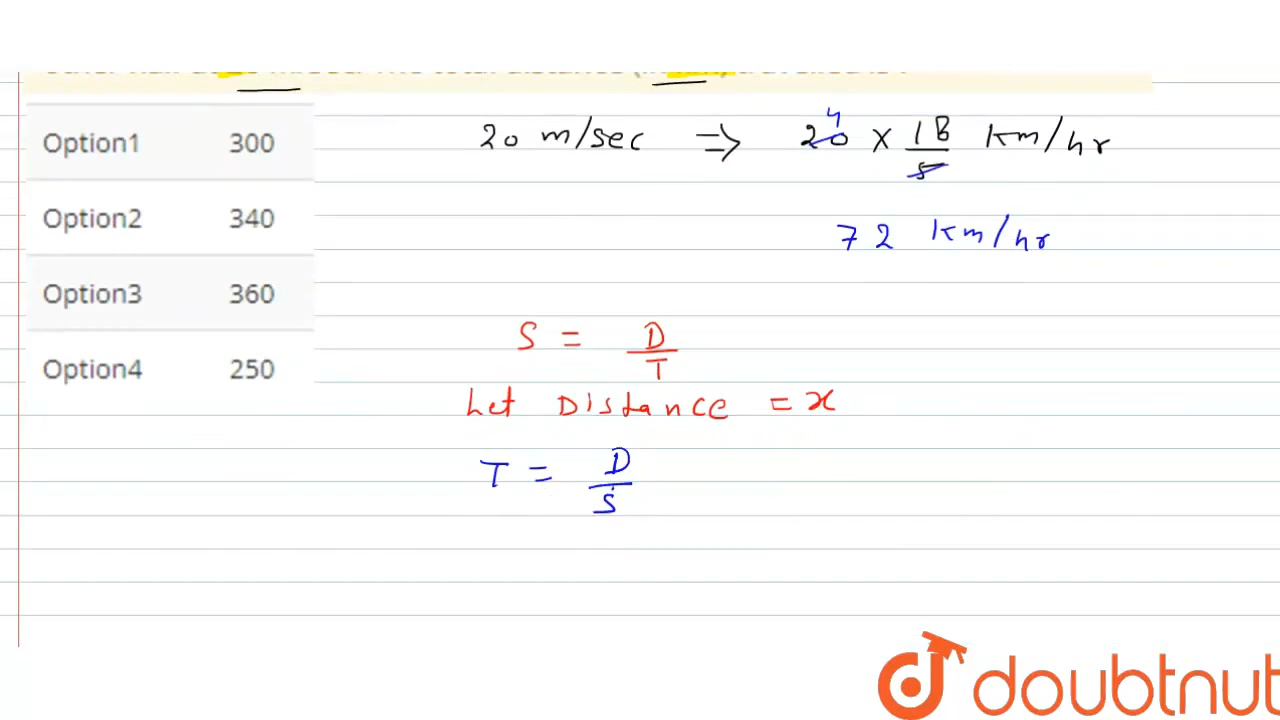 Option1 300
20 m/sec ⇒ 20 4 × 18/5 km/hr
Option2 340
72 km/hr
Option3 360
S = D/T
Option4 250
Let Distance = x
T = D/S
doubtnut